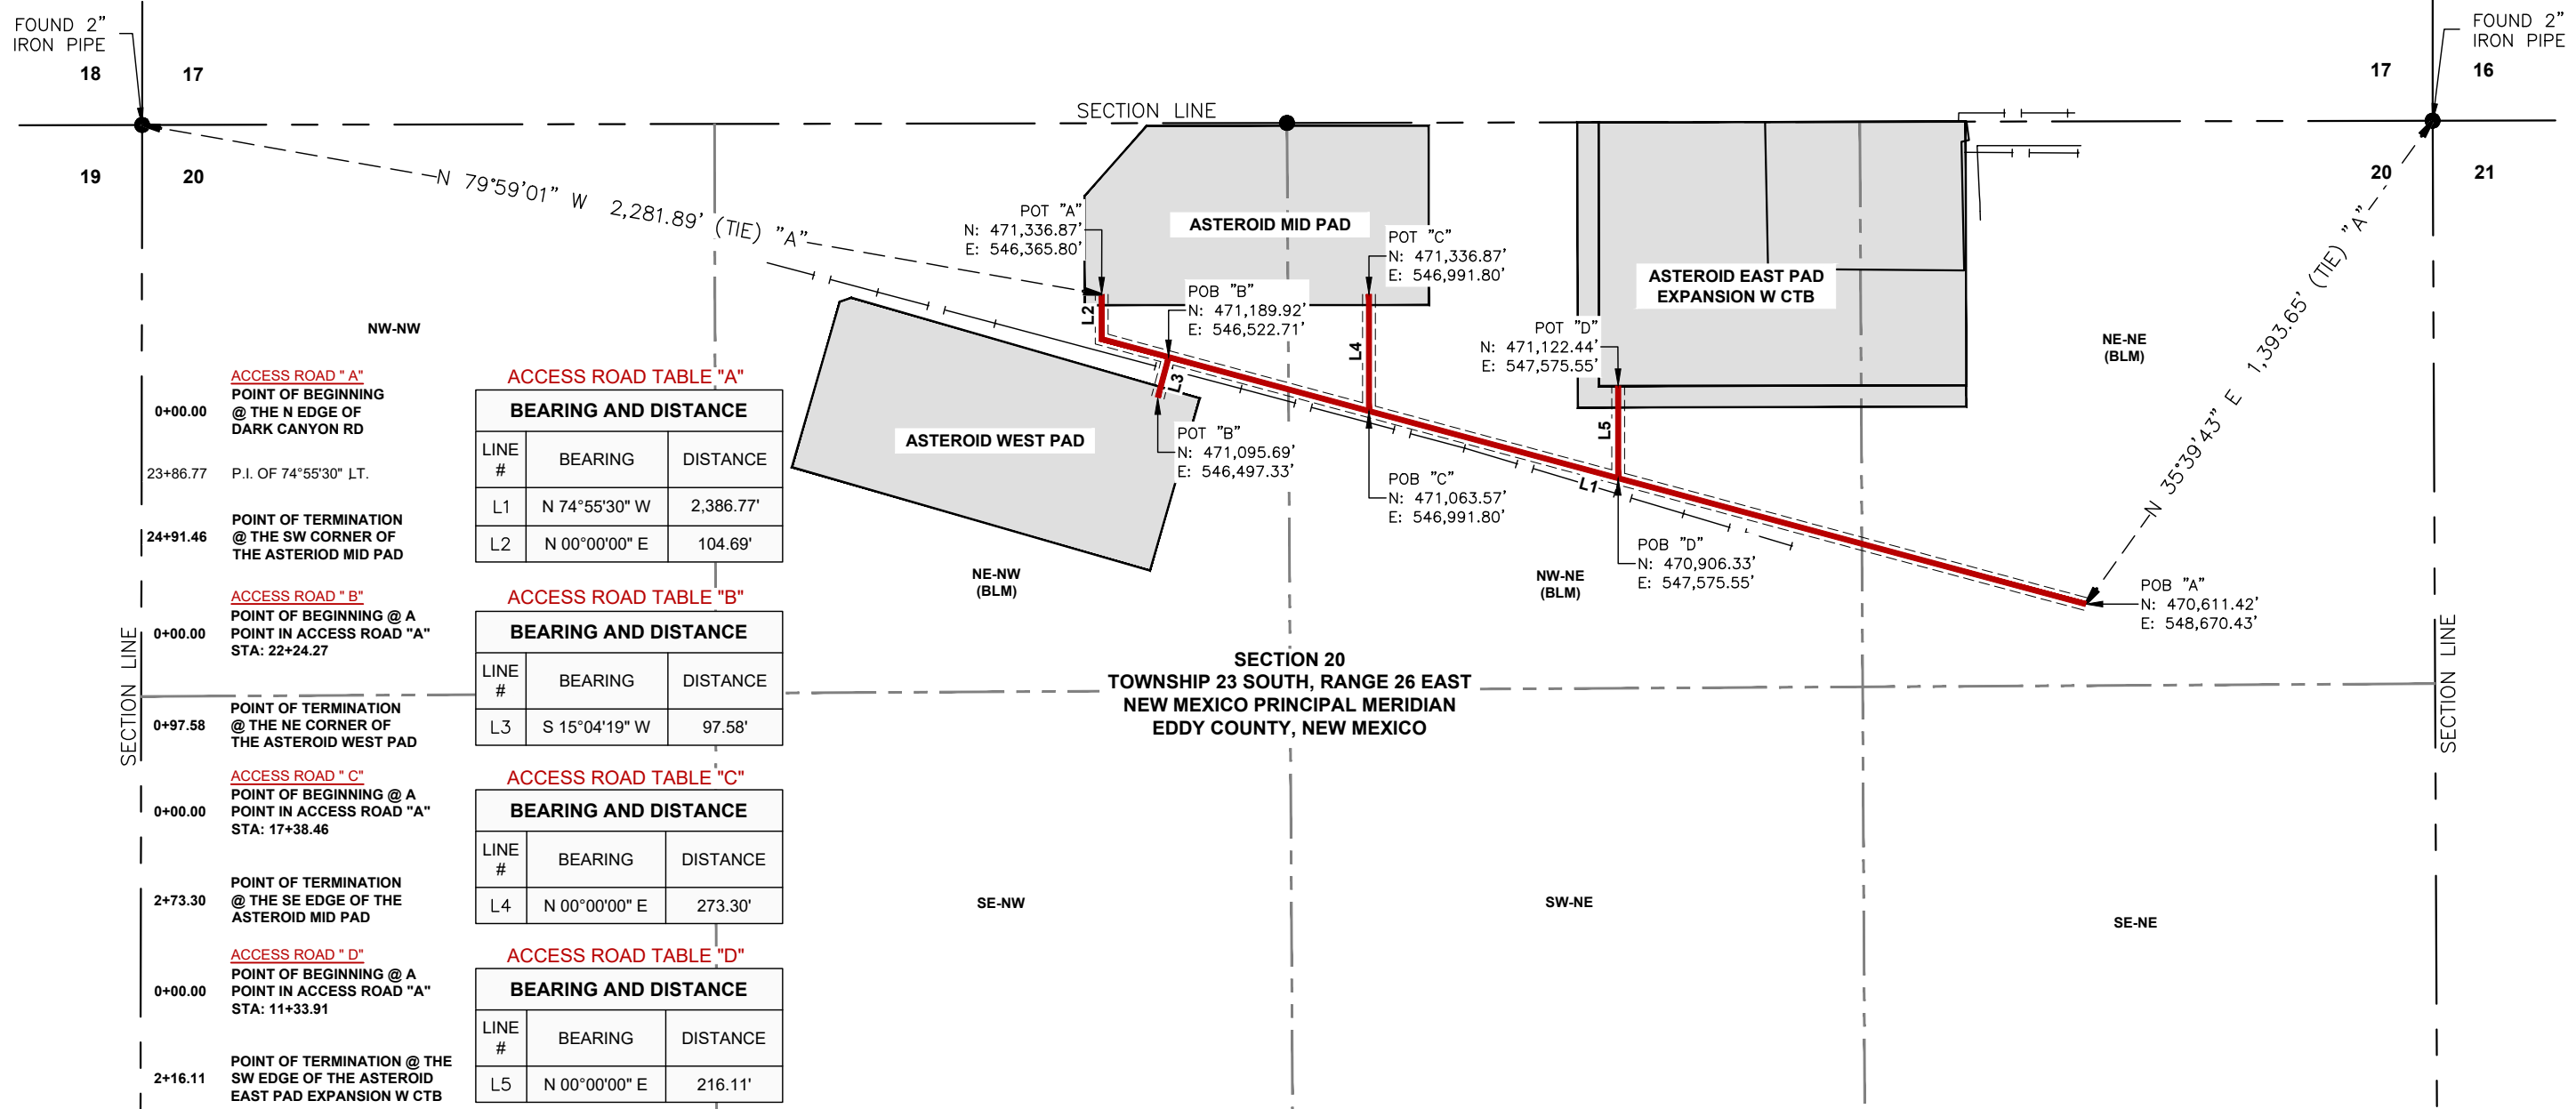 FOUND 2”
IRON PIPE
18
17
19
20
FOUND 2”
IRON PIPE
17
16
20
21
SECTION LINE
N 79°59’01” W 2,281.89’ (TIE) "A"
N 35°39’43” E 1,393.65’ (TIE) "A"
POT "A"
N: 471,336.87’
E: 546,365.80’
ASTEROID MID PAD
POT "C"
N: 471,336.87’
E: 546,991.80’
POB "B"
N: 471,189.92’
E: 546,522.71’
ASTEROID EAST PAD
EXPANSION W CTB
POT "D"
N: 471,122.44’
E: 547,575.55’
L2
L3
L4
L5
L1
NW-NW
NE-NE
(BLM)
ASTEROID WEST PAD
POT "B"
N: 471,095.69’
E: 546,497.33’
POB "C"
N: 471,063.57’
E: 546,991.80’
POB "D"
N: 470,906.33’
E: 547,575.55’
POB "A"
N: 470,611.42’
E: 548,670.43’
NE-NW
(BLM)
NW-NE
(BLM)
SECTION LINE
SECTION LINE
SECTION 20
TOWNSHIP 23 SOUTH, RANGE 26 EAST
NEW MEXICO PRINCIPAL MERIDIAN
EDDY COUNTY, NEW MEXICO
SE-NW
SW-NE
SE-NE
ACCESS ROAD " A"
0+00.00
POINT OF BEGINNING
@ THE N EDGE OF
DARK CANYON RD
23+86.77 P.I. OF 74°55'30" LT.
24+91.46
POINT OF TERMINATION
@ THE SW CORNER OF
THE ASTERIOD MID PAD
ACCESS ROAD TABLE "A"
BEARING AND DISTANCE
LINE # BEARING DISTANCE
L1 N 74°55'30" W 2,386.77'
L2 N 00°00'00" E 104.69'
ACCESS ROAD " B"
0+00.00
POINT OF BEGINNING @ A
POINT IN ACCESS ROAD "A"
STA: 22+24.27
0+97.58
POINT OF TERMINATION
@ THE NE CORNER OF
THE ASTEROID WEST PAD
ACCESS ROAD TABLE "B"
BEARING AND DISTANCE
LINE # BEARING DISTANCE
L3 S 15°04'19" W 97.58'
ACCESS ROAD " C"
0+00.00
POINT OF BEGINNING @ A
POINT IN ACCESS ROAD "A"
STA: 17+38.46
2+73.30
POINT OF TERMINATION
@ THE SE EDGE OF THE
ASTEROID MID PAD
ACCESS ROAD TABLE "C"
BEARING AND DISTANCE
LINE # BEARING DISTANCE
L4 N 00°00'00" E 273.30'
ACCESS ROAD " D"
0+00.00
POINT OF BEGINNING @ A
POINT IN ACCESS ROAD "A"
STA: 11+33.91
2+16.11
POINT OF TERMINATION @ THE
SW EDGE OF THE ASTEROID
EAST PAD EXPANSION W CTB
ACCESS ROAD TABLE "D"
BEARING AND DISTANCE
LINE # BEARING DISTANCE
L5 N 00°00'00" E 216.11'